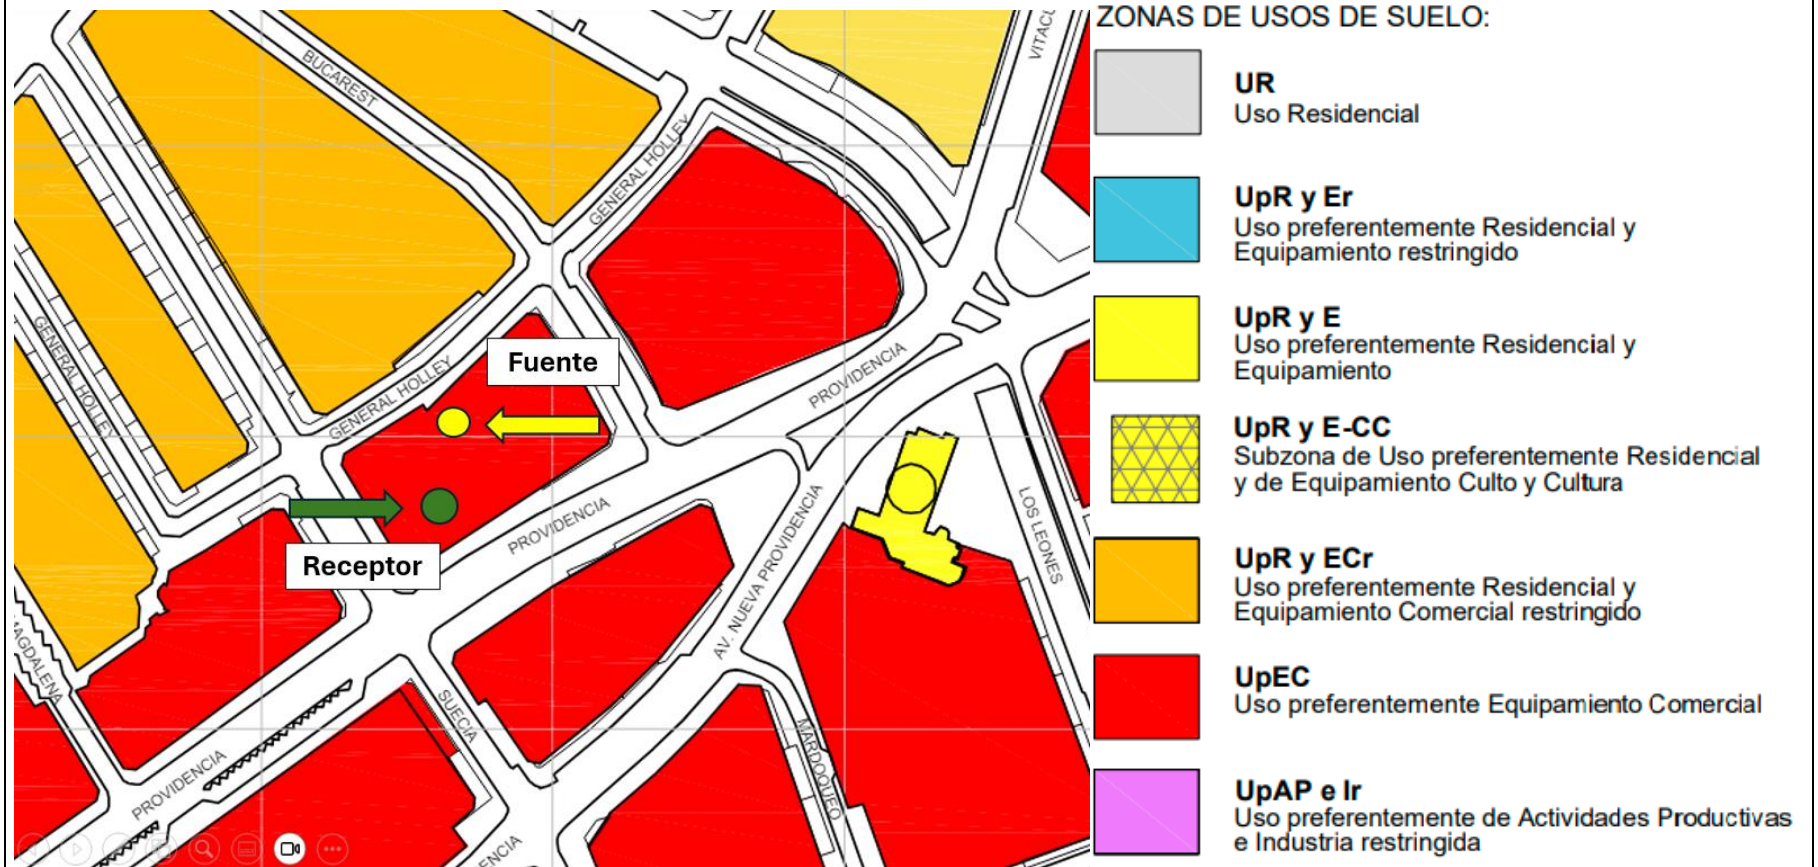 BUCAREST
GENERAL HOLLEY
GENERAL HOLLEY
GENERAL HOLLEY
Fuente
PROVIDENCIA
Receptor
PROVIDENCIA
AV. NUEVA PROVIDENCIA
LOS LEONES
SUECIA
MARDOQUEO
PROVIDENCIA
ZONAS DE USOS DE SUELO:
UR
Uso Residencial
UpR y Er
Uso preferentemente Residencial y
Equipamiento restringido
UpR y E
Uso preferentemente Residencial y
Equipamiento
UpR y E-CC
Subzona de Uso preferentemente Residencial
y de Equipamiento Culto y Cultura
UpR y ECr
Uso preferentemente Residencial y
Equipamiento Comercial restringido
UpEC
Uso preferentemente Equipamiento Comercial
UpAP e Ir
Uso preferentemente de Actividades Productivas
e Industria restringida